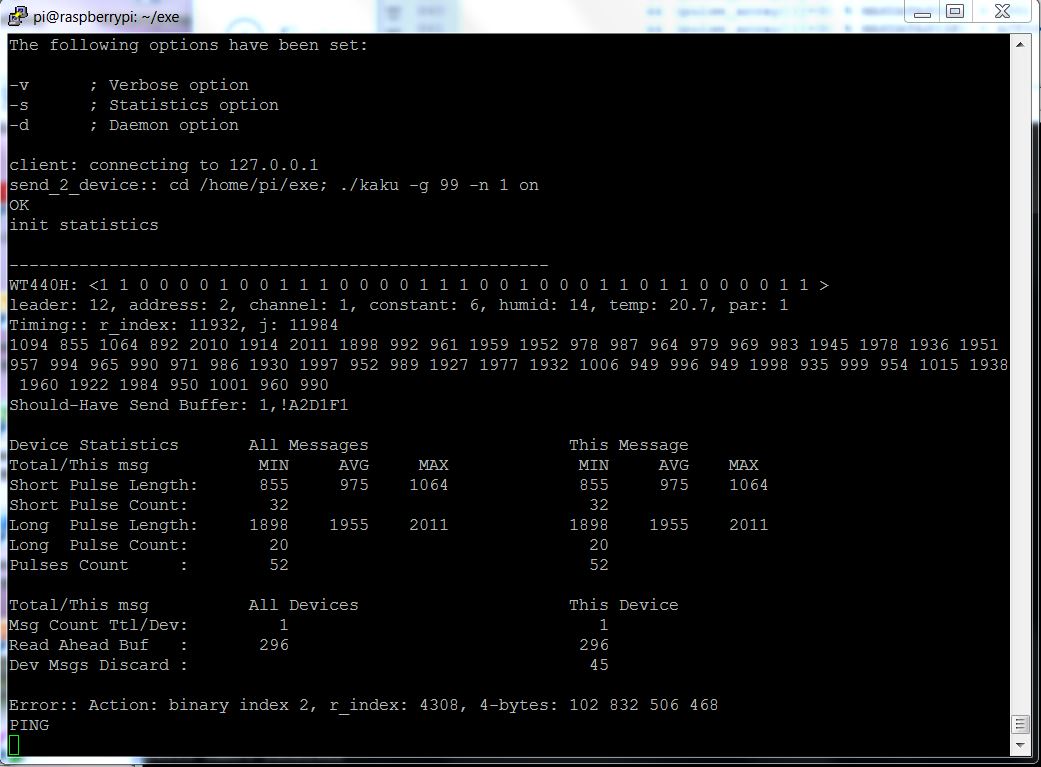 pi@raspberrypi: ~/exe
The following options have been set:
-v      ; Verbose option
-s      ; Statistics option
-d      ; Daemon option
client: connecting to 127.0.0.1
send_2_device:: cd /home/pi/exe; ./kaku -g 99 -n 1 on
OK
init statistics
------------------------------------------------------
WT440H: <1 1 0 0 0 0 1 0 0 1 1 1 0 0 0 0 1 1 1 0 0 1 0 0 0 1 1 0 1 1 0 0 0 0 1 1 >
leader: 12, address: 2, channel: 1, constant: 6, humid: 14, temp: 20.7, par: 1
Timing:: r_index: 11932, j: 11984
1094 855 1064 892 2010 1914 2011 1898 992 961 1959 1952 978 987 964 979 969 983 1945 1978 1936 1951
957 994 965 990 971 986 1930 1997 952 989 1927 1977 1932 1006 949 996 949 1998 935 999 954 1015 1938
1960 1922 1984 950 1001 960 990
Should-Have Send Buffer: 1,!A2D1F1
Device Statistics       All Messages                    This Message
Total/This msg           MIN     AVG     MAX             MIN     AVG    MAX
Short Pulse Length:      855     975    1064             855     975   1064
Short Pulse Count:        32                              32
Long  Pulse Length:     1898    1955    2011            1898    1955   2011
Long  Pulse Count:        20                              20
Pulses Count     :        52                              52
Total/This msg          All Devices                     This Device
Msg Count Ttl/Dev:         1                               1
Read Ahead Buf   :       296                             296
Dev Msgs Discard :                                        45
Error:: Action: binary index 2, r_index: 4308, 4-bytes: 102 832 506 468
PING